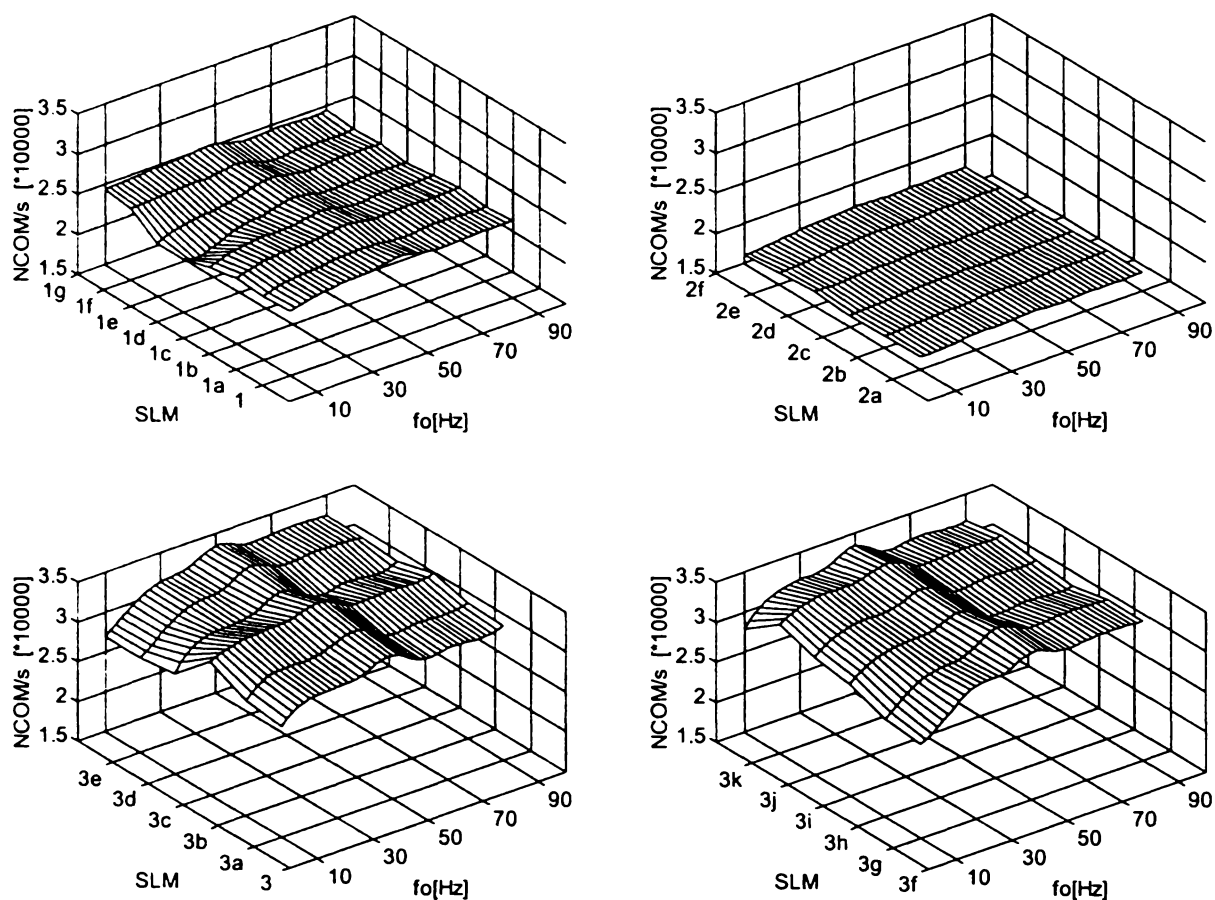 NCOM/s [*10000]
3.5
3
2.5
2
1.5
1g
1f
1e
1d
1c
1b
1a
1
SLM
10
30
50
70
90
fo[Hz]
NCOM/s [*10000]
3.5
3
2.5
2
1.5
2f
2e
2d
2c
2b
2a
SLM
10
30
50
70
90
fo[Hz]
NCOM/s [*10000]
3.5
3
2.5
2
1.5
3e
3d
3c
3b
3a
3
SLM
10
30
50
70
90
fo[Hz]
NCOM/s [*10000]
3.5
3
2.5
2
1.5
3k
3j
3i
3h
3g
3f
SLM
10
30
50
70
90
fo[Hz]